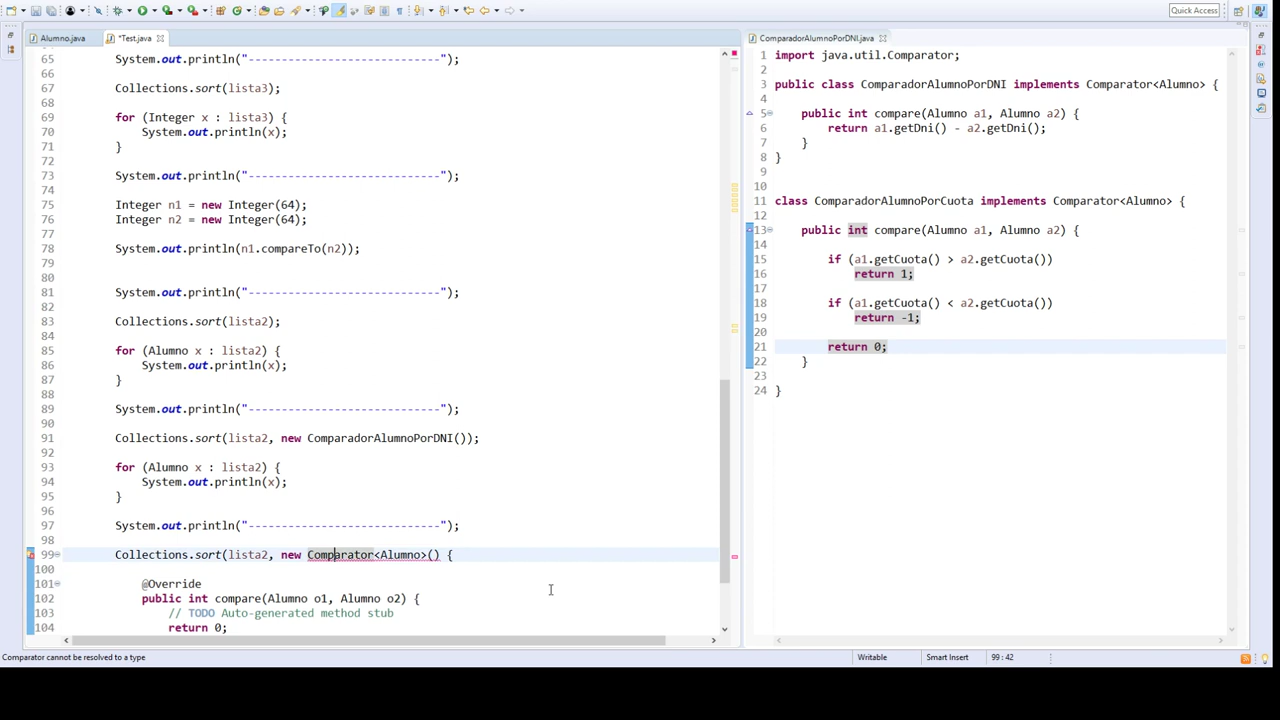 Quick Access
Alumno.java
*Test.java
65 System.out.println("-----------------------------");
66
67 Collections.sort(lista3);
68
69 for (Integer x : lista3) {
70 System.out.println(x);
71 }
72
73 System.out.println("-----------------------------");
74
75 Integer n1 = new Integer(64);
76 Integer n2 = new Integer(64);
77
78 System.out.println(n1.compareTo(n2));
79
80
81 System.out.println("-----------------------------");
82
83 Collections.sort(lista2);
84
85 for (Alumno x : lista2) {
86 System.out.println(x);
87 }
88
89 System.out.println("-----------------------------");
90
91 Collections.sort(lista2, new ComparadorAlumnoPorDNI());
92
93 for (Alumno x : lista2) {
94 System.out.println(x);
95 }
96
97 System.out.println("-----------------------------");
98
99 Collections.sort(lista2, new Comparator<Alumno>() {
100
101 @Override
102 public int compare(Alumno o1, Alumno o2) {
103 // TODO Auto-generated method stub
104 return 0;
ComparadorAlumnoPorDNI.java
1 import java.util.Comparator;
2
3 public class ComparadorAlumnoPorDNI implements Comparator<Alumno> {
4
5 public int compare(Alumno a1, Alumno a2) {
6 return a1.getDni() - a2.getDni();
7 }
8 }
9
10
11 class ComparadorAlumnoPorCuota implements Comparator<Alumno> {
12
13 public int compare(Alumno a1, Alumno a2) {
14
15 if (a1.getCuota() > a2.getCuota())
16 return 1;
17
18 if (a1.getCuota() < a2.getCuota())
19 return -1;
20
21 return 0;
22 }
23
24 }
Comparator cannot be resolved to a type
Writable
Smart Insert
99 : 42